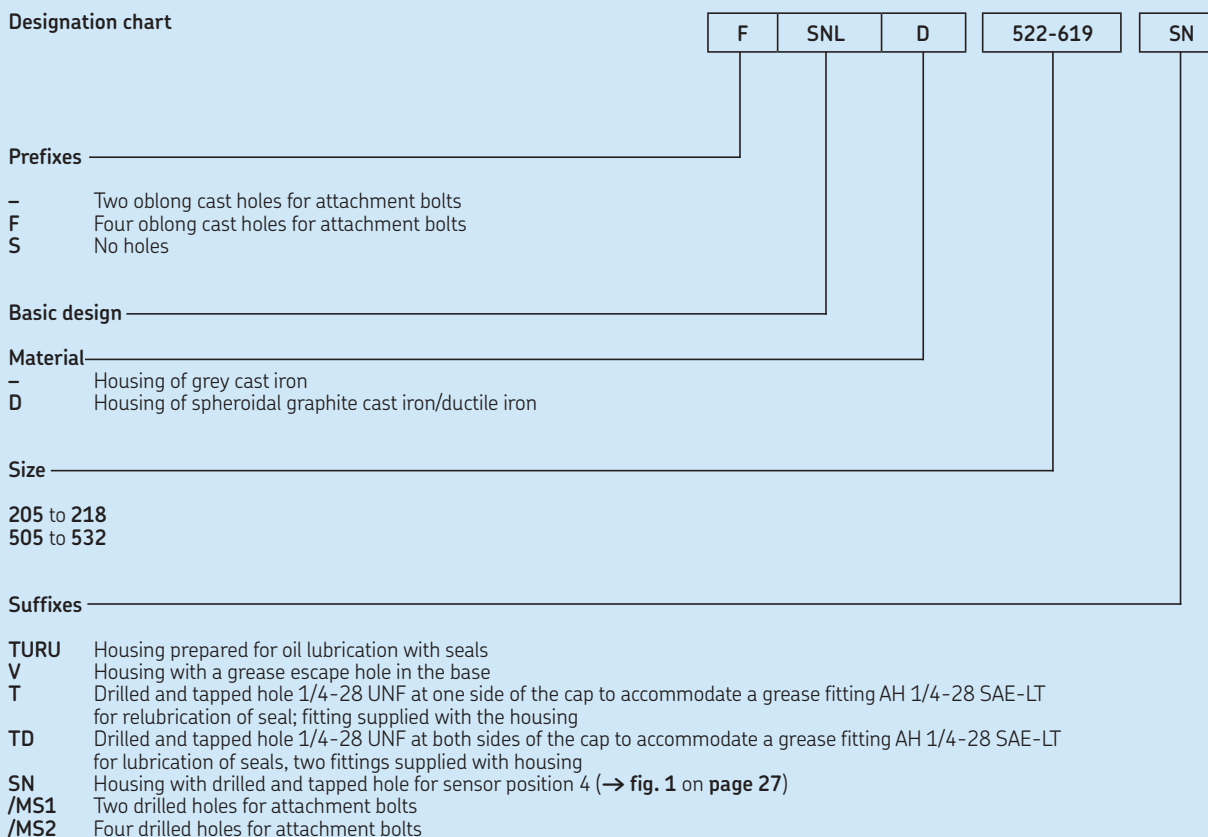 Designation chart
F SNL D 522-619 SN
Prefixes
– Two oblong cast holes for attachment bolts
F Four oblong cast holes for attachment bolts
S No holes
Basic design
Material
– Housing of grey cast iron
D Housing of spheroidal graphite cast iron/ductile iron
Size
205 to 218
505 to 532
Suffixes
TURU Housing prepared for oil lubrication with seals
V Housing with a grease escape hole in the base
T Drilled and tapped hole 1/4-28 UNF at one side of the cap to accommodate a grease fitting AH 1/4-28 SAE-LT
for relubrication of seal; fitting supplied with the housing
TD Drilled and tapped hole 1/4-28 UNF at both sides of the cap to accommodate a grease fitting AH 1/4-28 SAE-LT
for lubrication of seals, two fittings supplied with housing
SN Housing with drilled and tapped hole for sensor position 4 (→ fig. 1 on page 27)
/MS1 Two drilled holes for attachment bolts
/MS2 Four drilled holes for attachment bolts